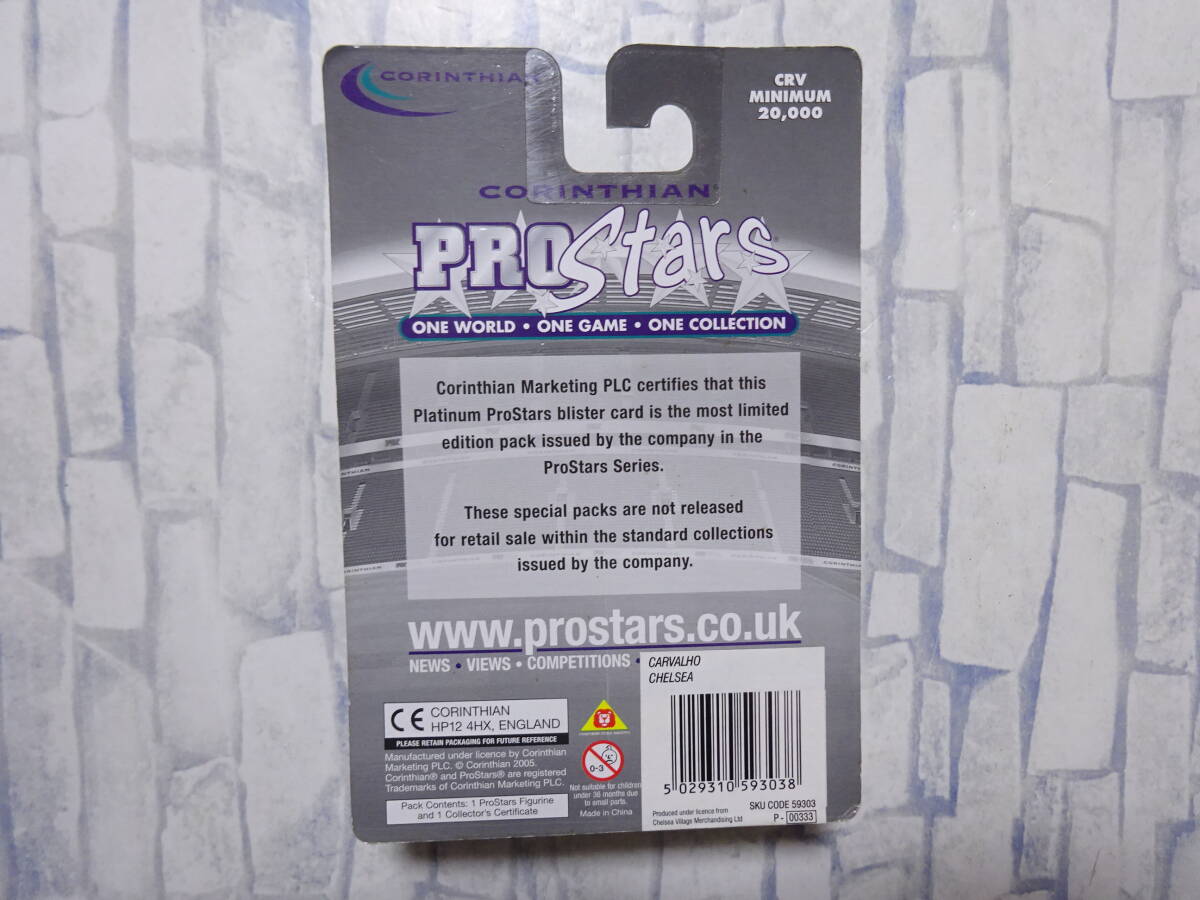 CORINTHIAN
CRV
MINIMUM
20,000
CORINTHIAN®
PROStars®
ONE WORLD • ONE GAME • ONE COLLECTION
Corinthian Marketing PLC certifies that this
Platinum ProStars blister card is the most limited
edition pack issued by the company in the
ProStars Series.
These special packs are not released
for retail sale within the standard collections
issued by the company.
www.prostars.co.uk
NEWS • VIEWS • COMPETITIONS •
CARVALHO
CHELSEA
CE CORINTHIAN
HP12 4HX, ENGLAND
PLEASE RETAIN PACKAGING FOR FUTURE REFERENCE
Manufactured under licence by Corinthian
Marketing PLC. © Corinthian 2005.
Corinthian® and ProStars® are registered
Trademarks of Corinthian Marketing PLC.
Pack Contents: 1 ProStars Figurine
and 1 Collector's Certificate
0-3
Not suitable for children
under 36 months due
to small parts.
Made in China
5 029310 593038
SKU CODE 59303
Produced under licence from
Chelsea Village Merchandising Ltd
P - 00333